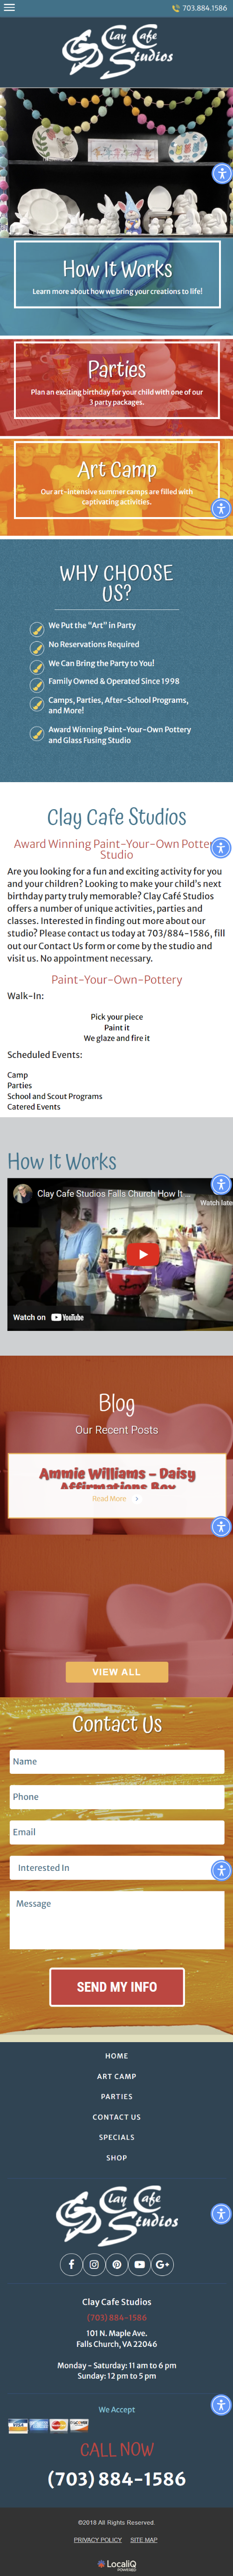 703.884.1586
Clay Cafe
Studios
How It Works
Learn more about how we bring your creations to life!
Parties
Plan an exciting birthday for your child with one of our
3 party packages.
Art Camp
Our art-intensive summer camps are filled with
captivating activities.
WHY CHOOSE
US?
We Put the “Art” in Party
No Reservations Required
We Can Bring the Party to You!
Family Owned & Operated Since 1998
Camps, Parties, After-School Programs,
and More!
Award Winning Paint-Your-Own Pottery
and Glass Fusing Studio
Clay Cafe Studios
Award Winning Paint-Your-Own Pottery
Studio
Are you looking for a fun and exciting activity for you
and your children? Looking to make your child’s next
birthday party truly memorable? Clay Café Studios
offers a number of unique activities, parties and
classes. Interested in finding out more about our
studio? Please contact us today at 703/884-1586, fill
out our Contact Us form or come by the studio and
visit us. No appointment necessary.
Paint-Your-Own-Pottery
Walk-In:
Pick your piece
Paint it
We glaze and fire it
Scheduled Events:
Camp
Parties
School and Scout Programs
Catered Events
How It Works
Clay Cafe Studios Falls Church How It
Watch later
Watch on YouTube
Blog
Our Recent Posts
Ammie Williams – Daisy
Affirmations Box
Read More
VIEW ALL
Contact Us
Name
Phone
Email
Interested In
Message
SEND MY INFO
HOME
ART CAMP
PARTIES
CONTACT US
SPECIALS
SHOP
Clay Cafe
Studios
Clay Cafe Studios
(703) 884-1586
101 N. Maple Ave.
Falls Church, VA 22046
Monday - Saturday: 11 am to 6 pm
Sunday: 12 pm to 5 pm
We Accept
VISA
CALL NOW
(703) 884-1586
©2018 All Rights Reserved.
PRIVACY POLICY SITE MAP
LocaliQ